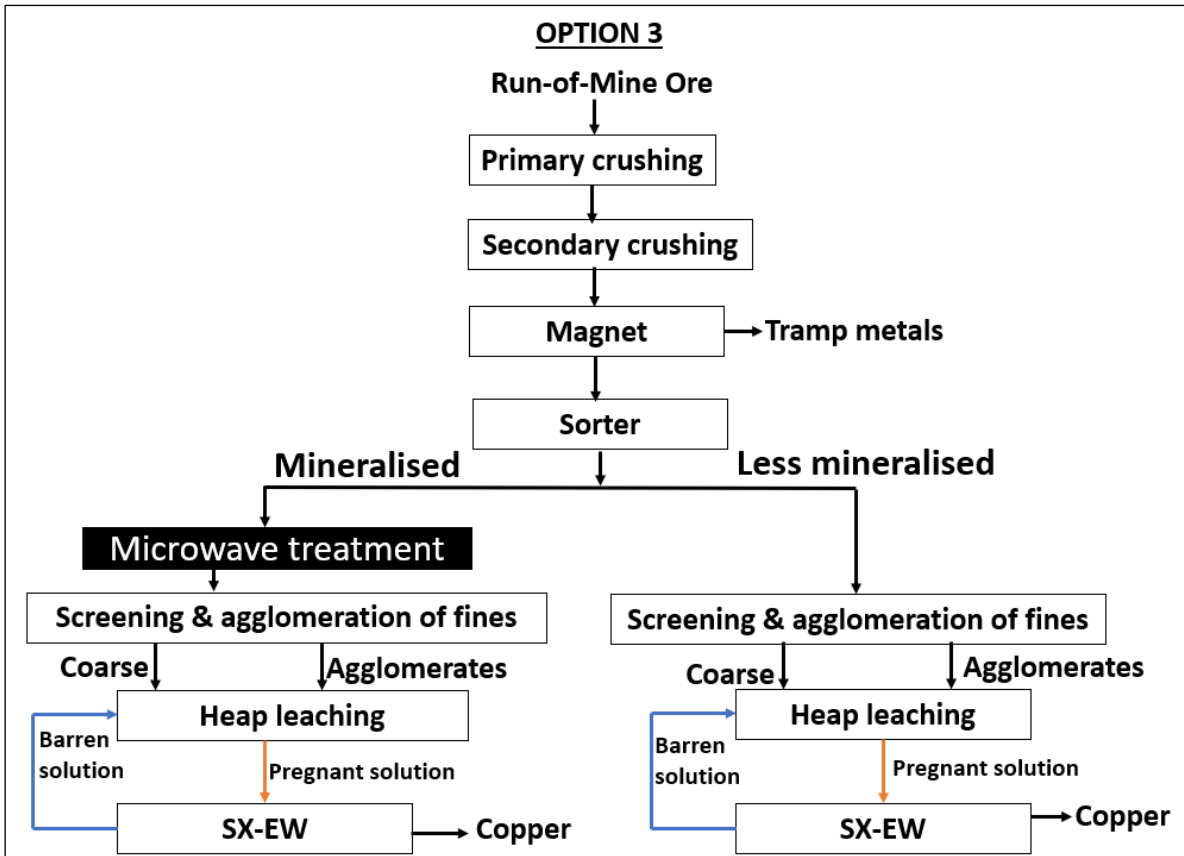 OPTION 3
Run-of-Mine Ore
Primary crushing
Secondary crushing
Magnet
Tramp metals
Sorter
Mineralised
Less mineralised
Microwave treatment
Screening & agglomeration of fines
Coarse
Agglomerates
Heap leaching
Barren
solution
Pregnant solution
SX-EW
Copper
Screening & agglomeration of fines
Coarse
Agglomerates
Heap leaching
Barren
solution
Pregnant solution
SX-EW
Copper